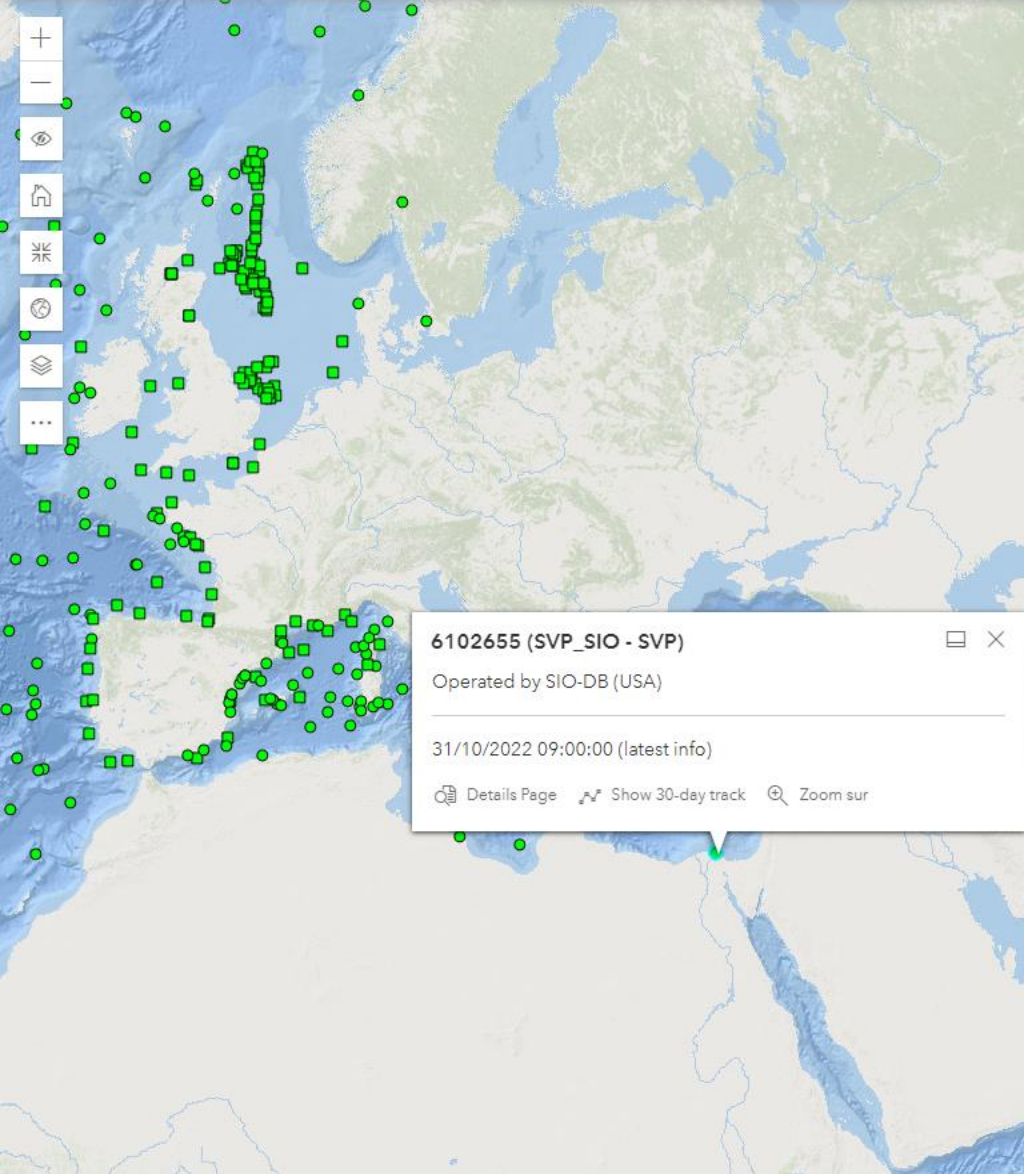 6102655 (SVP_SIO - SVP)
Operated by SIO-DB (USA)
31/10/2022 09:00:00 (latest info)
Details Page Show 30-day track Zoom sur